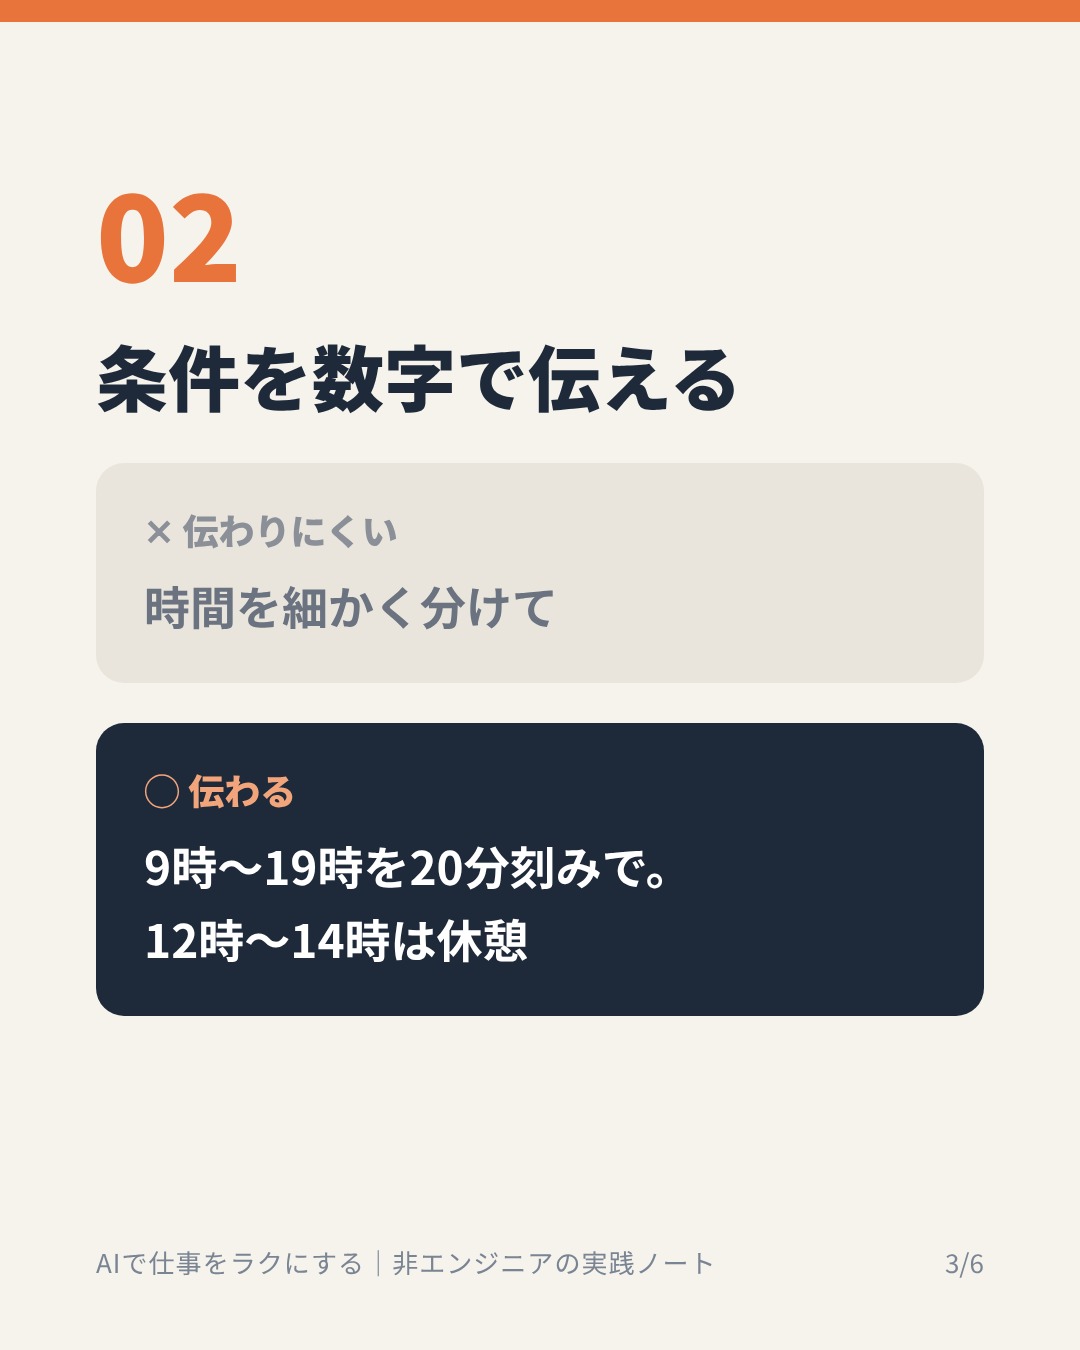 02
条件を数字で伝える
× 伝わりにくい
時間を細かく分けて
○ 伝わる
9時〜19時を20分刻みで。
12時〜14時は休憩
AIで仕事をラクにする｜非エンジニアの実践ノート
3/6